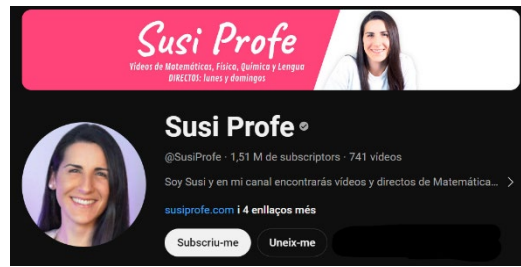 Susi Profe
Vídeos de Matemáticas, Física, Química y Lengua
DIRECTOS: lunes y domingos
Susi Profe
@SusiProfe · 1,51 M de subscriptors · 741 vídeos
Soy Susi y en mi canal encontrarás vídeos y directos de Matemática...
susiprofe.com i 4 enllaços més
Subscriu-me Uneix-me